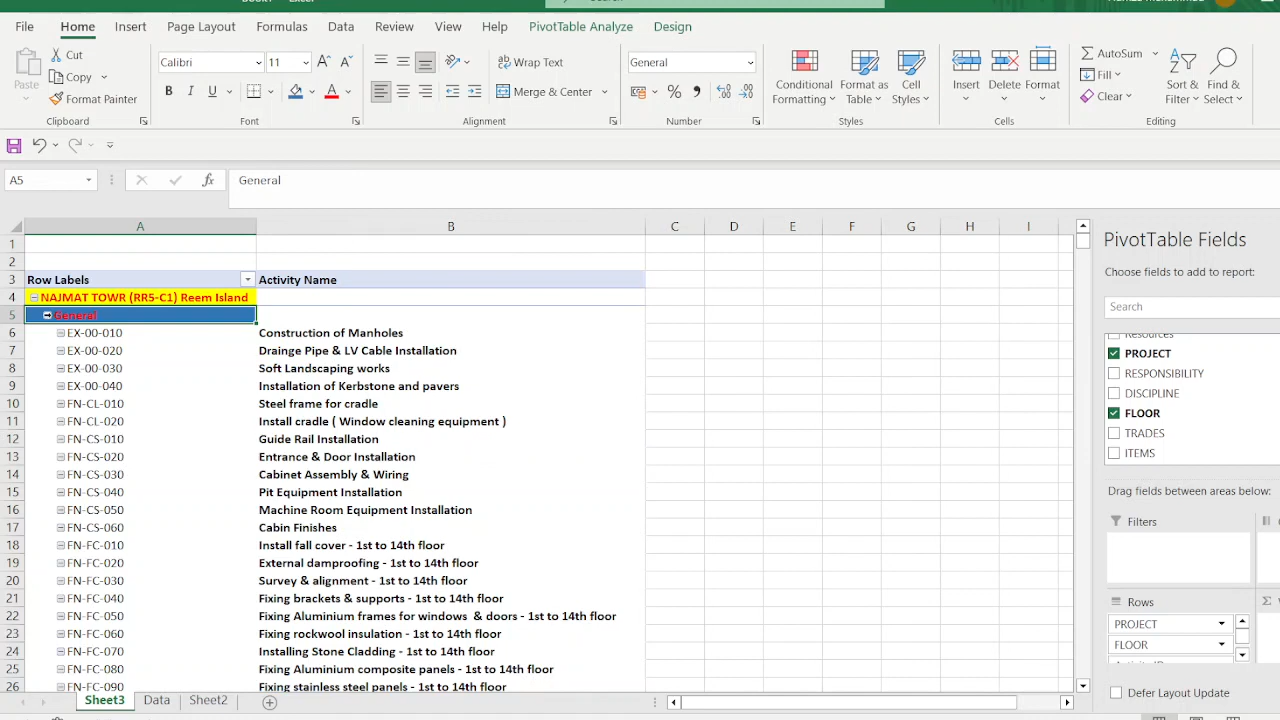 File Home Insert Page Layout Formulas Data Review View Help PivotTable Analyze Design
Paste
Cut
Copy
Format Painter
Clipboard
Calibri 11
B I U
Font
Wrap Text
Merge & Center
Alignment
General
Number
Conditional Formatting
Format as Table
Cell Styles
Styles
Insert Delete Format
Cells
AutoSum
Fill
Clear
Sort & Filter
Find & Select
Editing
A5 fx General
A B C D E F G H I
1
2
3 Row Labels Activity Name
4 NAJMAT TOWR (RR5-C1) Reem Island
5 General
6 EX-00-010 Construction of Manholes
7 EX-00-020 Drainge Pipe & LV Cable Installation
8 EX-00-030 Soft Landscaping works
9 EX-00-040 Installation of Kerbstone and pavers
10 FN-CL-010 Steel frame for cradle
11 FN-CL-020 Install cradle ( Window cleaning equipment )
12 FN-CS-010 Guide Rail Installation
13 FN-CS-020 Entrance & Door Installation
14 FN-CS-030 Cabinet Assembly & Wiring
15 FN-CS-040 Pit Equipment Installation
16 FN-CS-050 Machine Room Equipment Installation
17 FN-CS-060 Cabin Finishes
18 FN-FC-010 Install fall cover - 1st to 14th floor
19 FN-FC-020 External damproofing - 1st to 14th floor
20 FN-FC-030 Survey & alignment - 1st to 14th floor
21 FN-FC-040 Fixing brackets & supports - 1st to 14th floor
22 FN-FC-050 Fixing Aluminium frames for windows & doors - 1st to 14th floor
23 FN-FC-060 Fixing rockwool insulation - 1st to 14th floor
24 FN-FC-070 Installing Stone Cladding - 1st to 14th floor
25 FN-FC-080 Fixing Aluminium composite panels - 1st to 14th floor
26 FN-FC-090 Fixing stainless steel panels - 1st to 14th floor
Sheet3 Data Sheet2
PivotTable Fields
Choose fields to add to report:
Search
Resources
PROJECT
RESPONSIBILITY
DISCIPLINE
FLOOR
TRADES
ITEMS
Drag fields between areas below:
Filters
Rows
Σ
PROJECT
FLOOR
Defer Layout Update